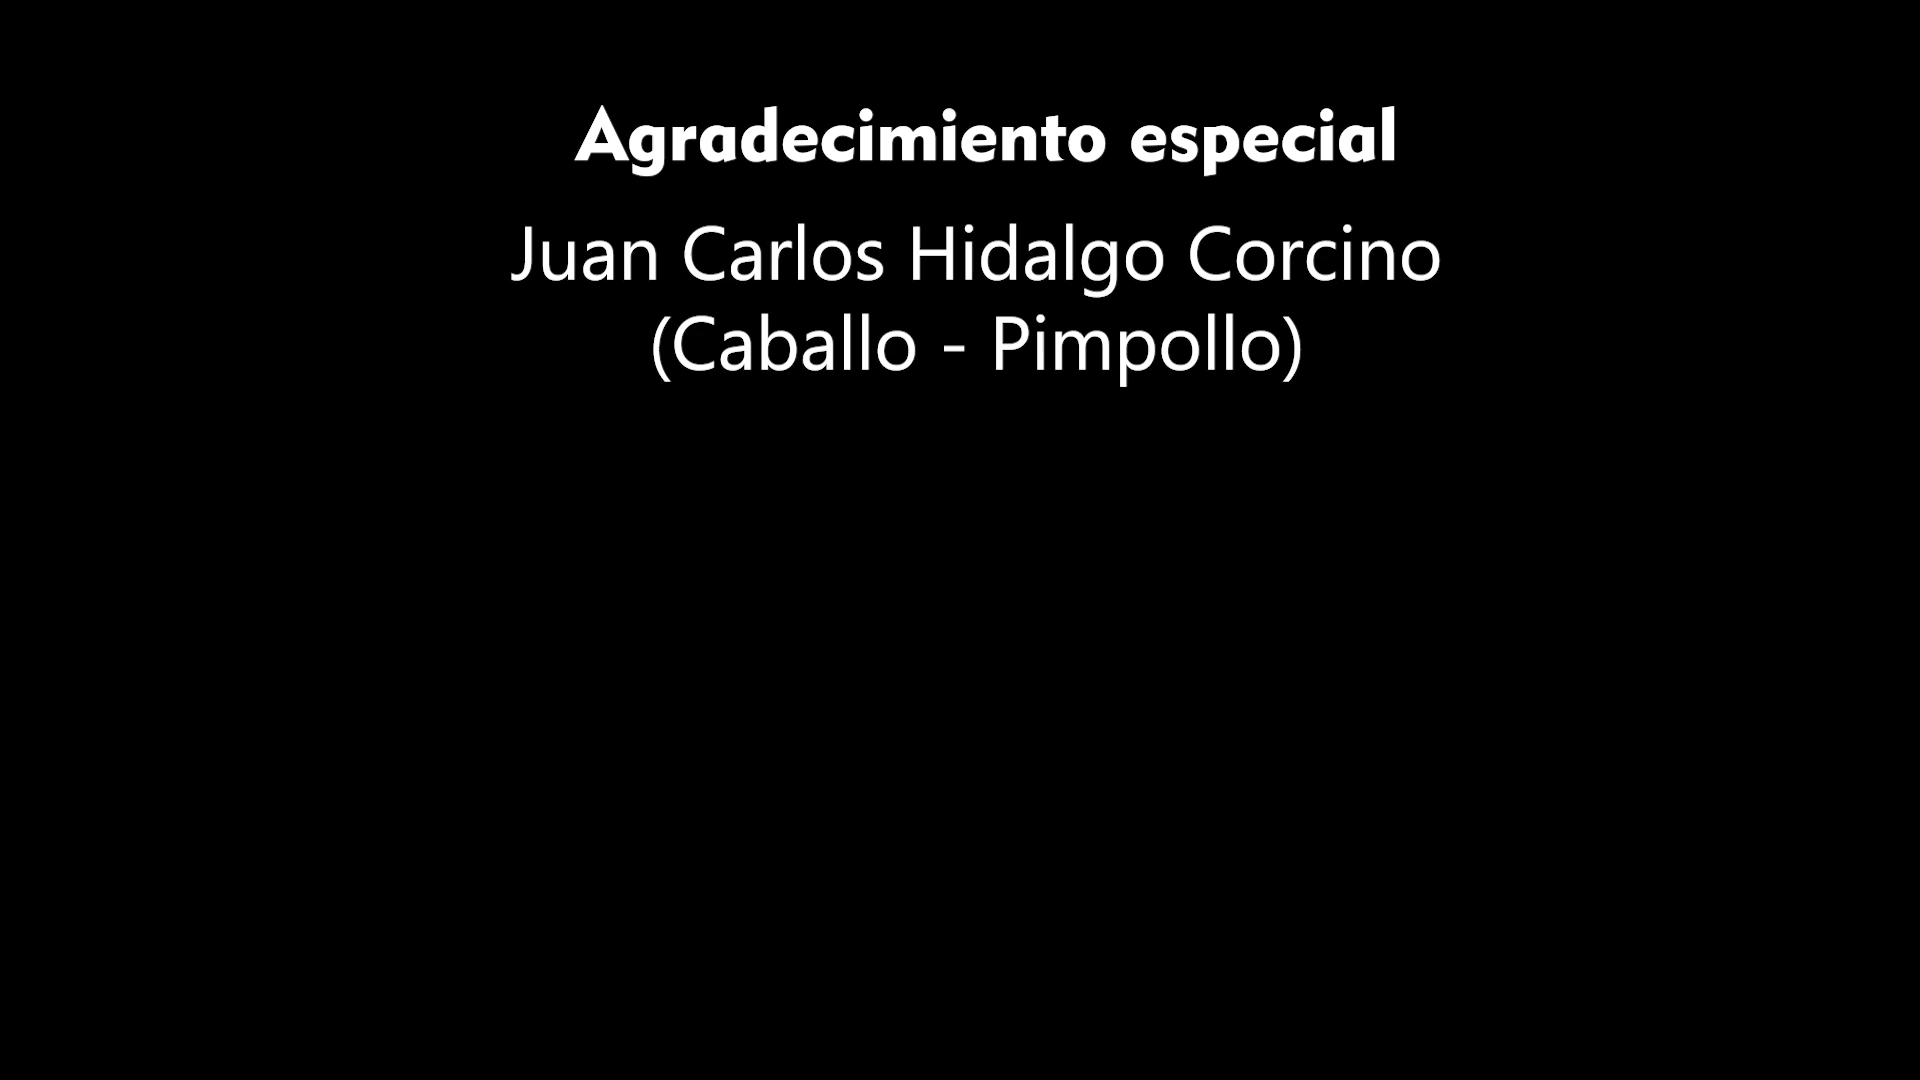 Agradecimiento especial
Juan Carlos Hidalgo Corcino
(Caballo - Pimpollo)